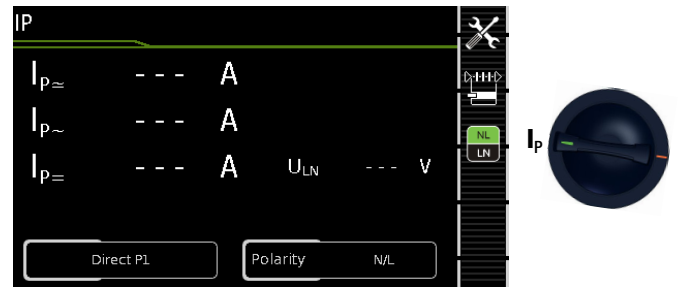 IP
IP≂ - - - A
IP~ - - - A
IP= - - - A ULN - - - V
Direct P1 Polarity N/L
NL
LN
IP